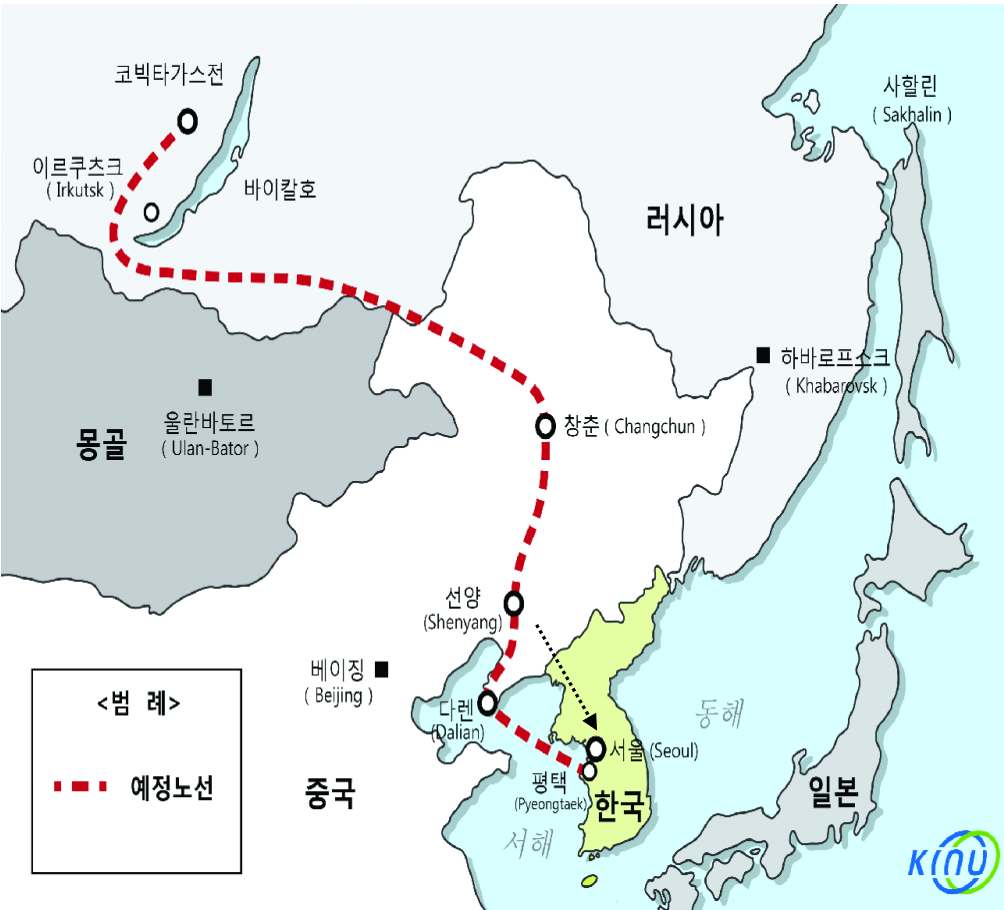 코빅타가스전
사할린
( Sakhalin )
이르쿠츠크
( Irkutsk )
바이칼호
러시아
하바로프스크
( Khabarovsk )
울란바토르
( Ulan-Bator )
몽골
창춘 ( Changchun )
선양
(Shenyang)
베이징
( Beijing )
다렌
(Dalian)
동해
서울 (Seoul)
평택
(Pyeongtaek)
한국
일본
중국
서해
<범 례>
예정노선
KINU